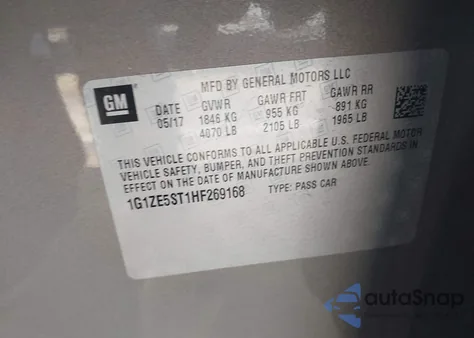 GM
MFD BY GENERAL MOTORS LLC
DATE GVWR GAWR FRT GAWR RR
05/17 1846 KG 955 KG 891 KG
4070 LB 2105 LB 1965 LB
THIS VEHICLE CONFORMS TO ALL APPLICABLE U.S. FEDERAL MOTOR
VEHICLE SAFETY, BUMPER, AND THEFT PREVENTION STANDARDS IN
EFFECT ON THE DATE OF MANUFACTURE SHOWN ABOVE.
1G1ZE5ST1HF269168 TYPE: PASS CAR
autoSnap